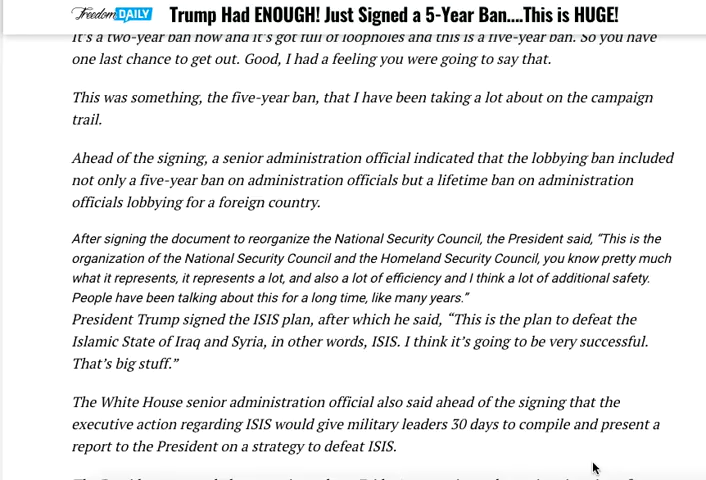 Freedom DAILY Trump Had ENOUGH! Just Signed a 5-Year Ban....This is HUGE!
It's a two-year ban now and it's got full of loopholes and this is a five-year ban. So you have
one last chance to get out. Good, I had a feeling you were going to say that.
This was something, the five-year ban, that I have been taking a lot about on the campaign
trail.
Ahead of the signing, a senior administration official indicated that the lobbying ban included
not only a five-year ban on administration officials but a lifetime ban on administration
officials lobbying for a foreign country.
After signing the document to reorganize the National Security Council, the President said, “This is the
organization of the National Security Council and the Homeland Security Council, you know pretty much
what it represents, it represents a lot, and also a lot of efficiency and I think a lot of additional safety.
People have been talking about this for a long time, like many years.”
President Trump signed the ISIS plan, after which he said, “This is the plan to defeat the
Islamic State of Iraq and Syria, in other words, ISIS. I think it's going to be very successful.
That's big stuff.”
The White House senior administration official also said ahead of the signing that the
executive action regarding ISIS would give military leaders 30 days to compile and present a
report to the President on a strategy to defeat ISIS.